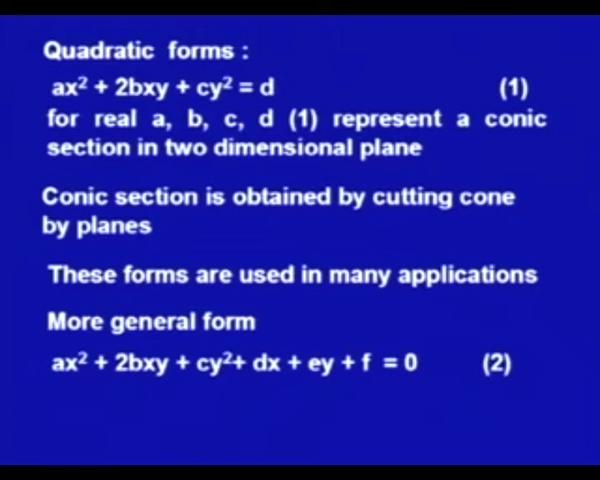 Quadratic forms :
ax² + 2bxy + cy² = d (1)
for real a, b, c, d (1) represent a conic
section in two dimensional plane
Conic section is obtained by cutting cone
by planes
These forms are used in many applications
More general form
ax² + 2bxy + cy²+ dx + ey + f = 0 (2)